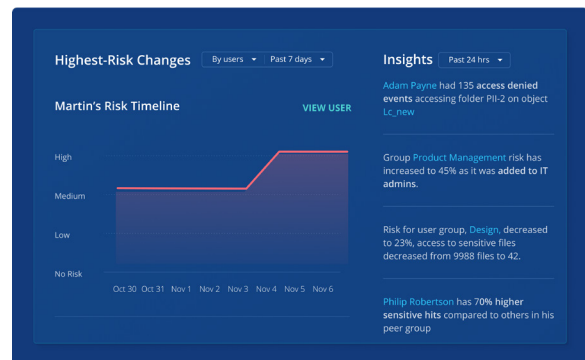 Highest-Risk Changes
By users
Past 7 days
Martin's Risk Timeline
VIEW USER
High
Medium
Low
No Risk
Oct 30 Oct 31 Nov 1 Nov 2 Nov 3 Nov 4 Nov 5 Nov 6
Insights
Past 24 hrs
Adam Payne had 135 access denied
events accessing folder PII-2 on object
Lc_new
Group Product Management risk has
increased to 45% as it was added to IT
admins.
Risk for user group, Design, decreased
to 23%, access to sensitive files
decreased from 9988 files to 42.
Philip Robertson has 70% higher
sensitive hits compared to others in his
peer group